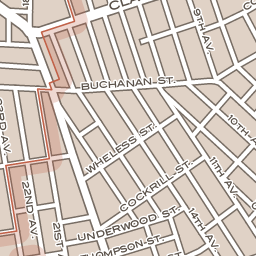 CLA
9TH AV.
BUCHANAN ST.
23RD AV.
WHELESS ST.
10TH
11TH AV.
COCKRILL ST.
22ND AV.
21ST
UNDERWOOD ST.
14TH AV.
THOMPSON ST.